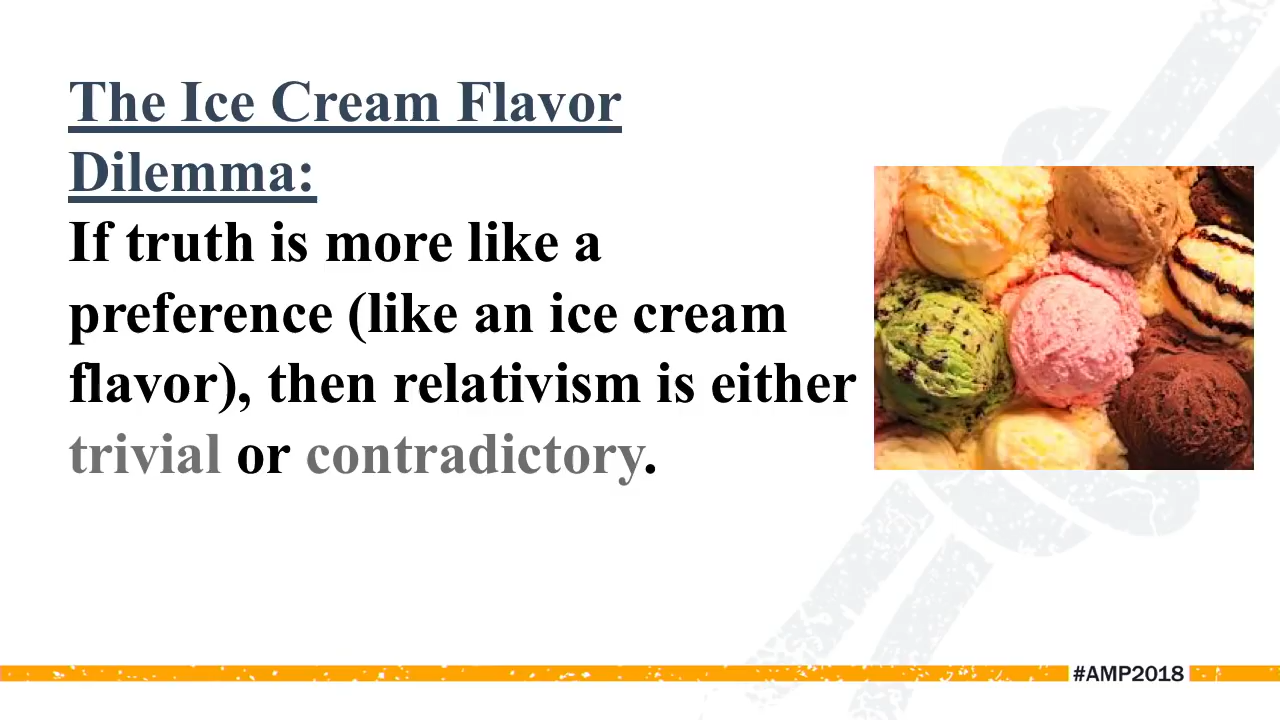 The Ice Cream Flavor
Dilemma:
If truth is more like a
preference (like an ice cream
flavor), then relativism is either
trivial or contradictory.
#AMP2018